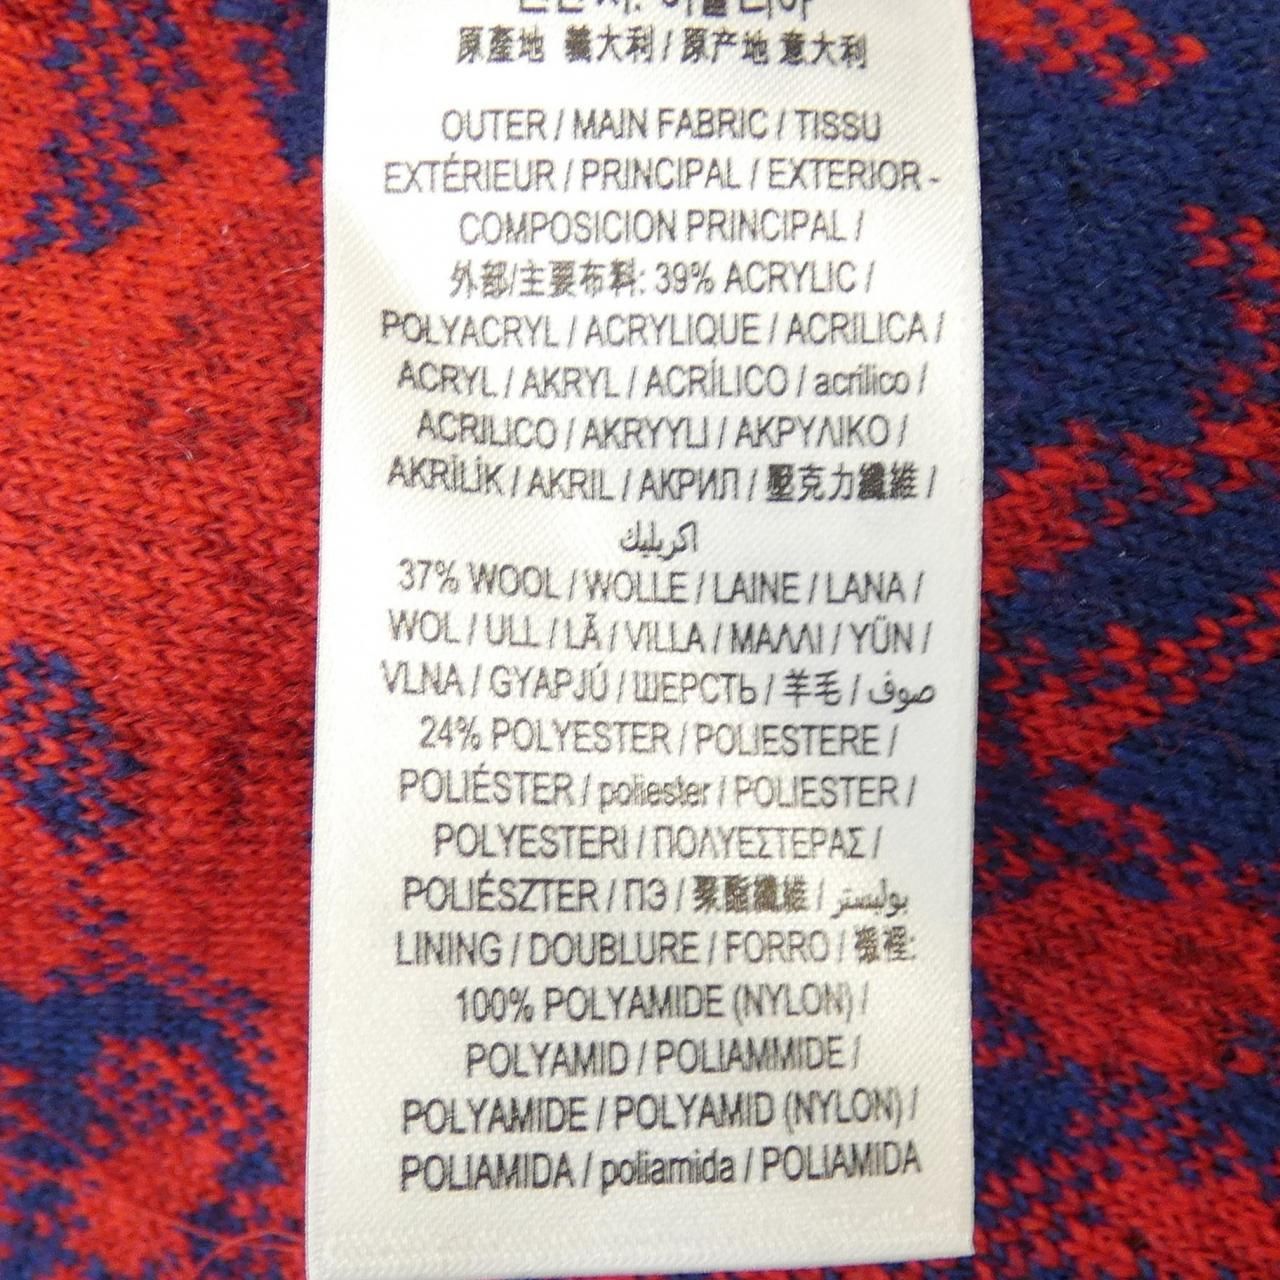 原産地 義大利 / 原产地 意大利
OUTER / MAIN FABRIC / TISSU
EXTÉRIEUR / PRINCIPAL / EXTERIOR -
COMPOSICION PRINCIPAL /
外部/主要布料: 39% ACRYLIC /
POLYACRYL / ACRYLIQUE / ACRILICA /
ACRYL / AKRYL / ACRÍLICO / acrílico /
ACRILICO / AKRYYLI / ΑΚΡΥΛΙΚΟ /
AKRİLİK / AKRIL / АКРИЛ / 壓克力纖維 /
اكريليك
37% WOOL / WOLLE / LAINE / LANA /
WOL / ULL / LÃ / VILLA / ΜΑΛΛΙ / YÜN /
VLNA / GYAPJÚ / ШЕРСТЬ / 羊毛 / صوف
24% POLYESTER / POLIESTERE /
POLIÉSTER / poliester / POLIESTER /
POLYESTERI / ΠΟΛΥΕΣΤΕΡΑΣ /
POLIÉSZTER / ПЭ / 聚酯纖維 / بوليستر
LINING / DOUBLURE / FORRO / 襯裡:
100% POLYAMIDE (NYLON) /
POLYAMID / POLIAMMIDE /
POLYAMIDE / POLYAMID (NYLON) /
POLIAMIDA / poliamida / POLIAMIDA